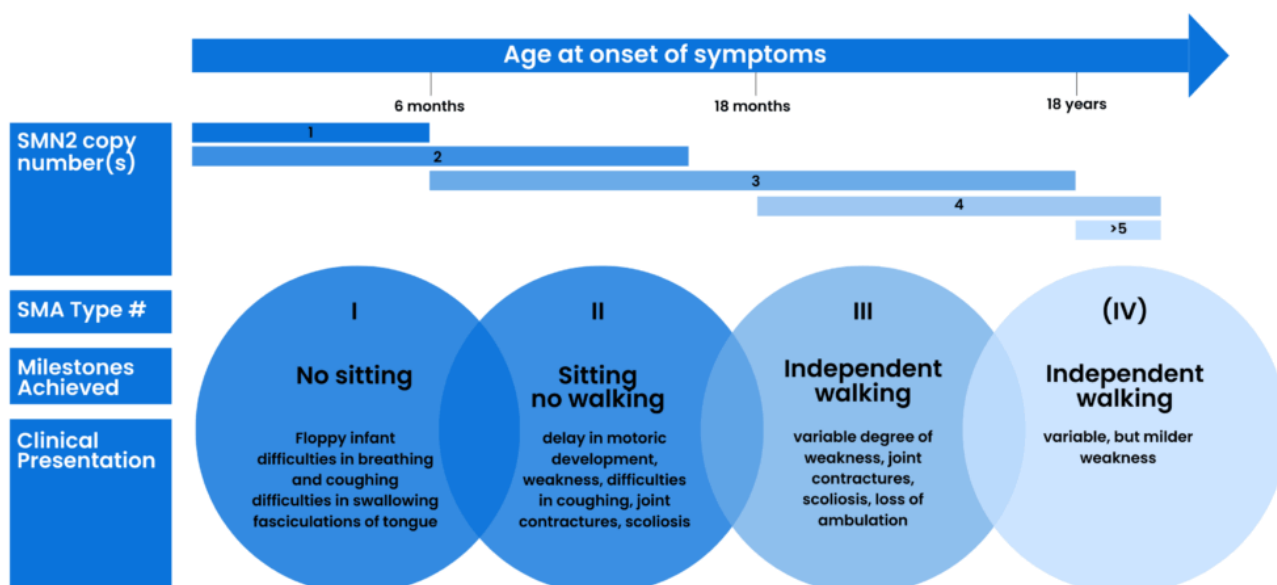 Age at onset of symptoms
6 months
18 months
18 years
SMN2 copy
number(s)
1
2
3
4
>5
SMA Type #
I
II
III
(IV)
Milestones
Achieved
No sitting
Sitting
no walking
Independent
walking
Independent
walking
Clinical
Presentation
Floppy infant
difficulties in breathing
and coughing
difficulties in swallowing
fasciculations of tongue
delay in motoric
development,
weakness, difficulties
in coughing, joint
contractures, scoliosis
variable degree of
weakness, joint
contractures,
scoliosis, loss of
ambulation
variable, but milder
weakness